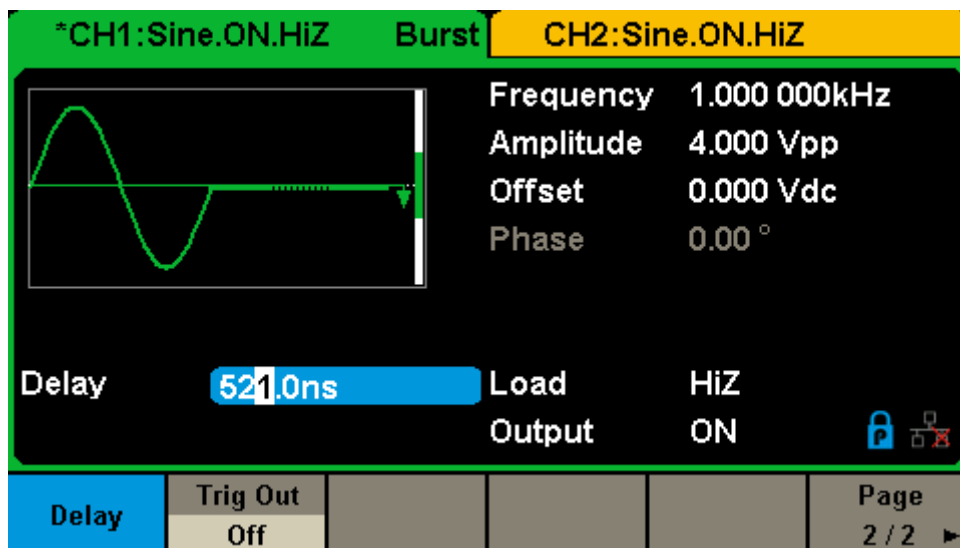 *CH1:Sine.ON.HiZ Burst CH2:Sine.ON.HiZ
Frequency 1.000 000kHz
Amplitude 4.000 Vpp
Offset 0.000 Vdc
Phase 0.00 °
Delay 521.0ns Load HiZ
Output ON P
Delay Trig Out Off Page 2 / 2